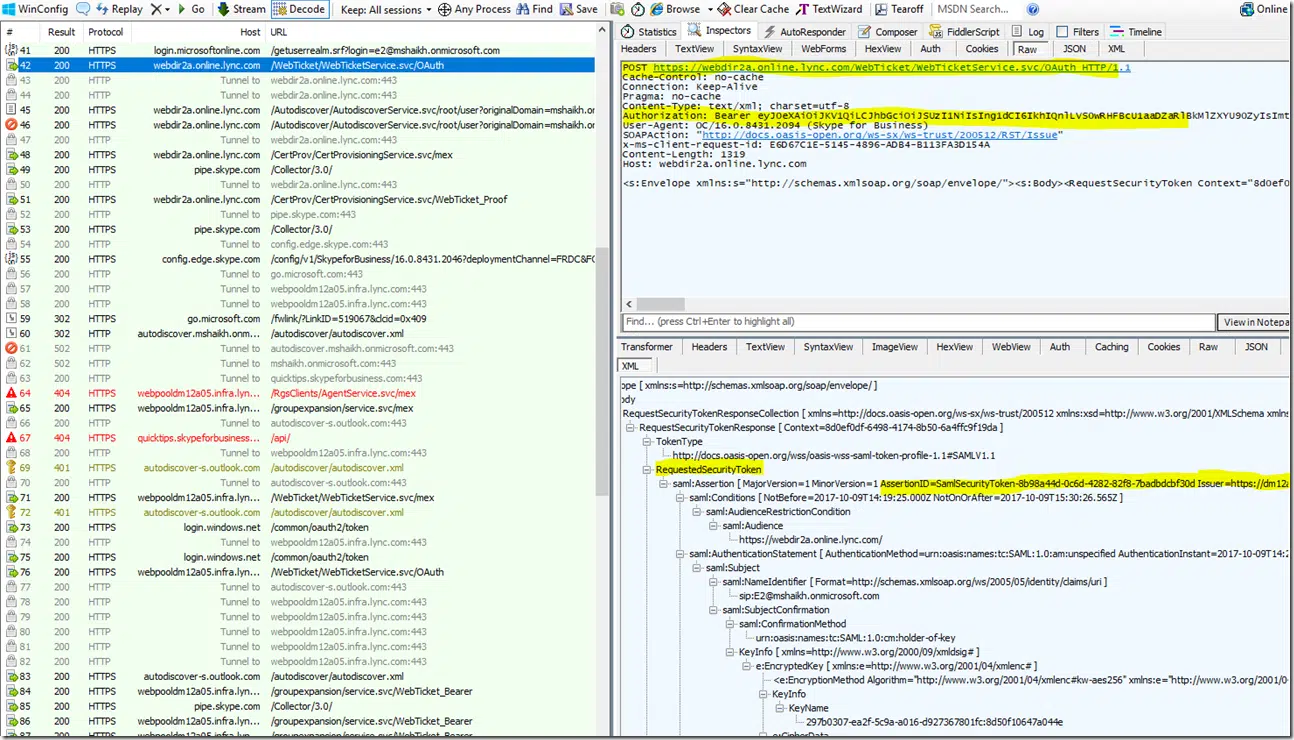 WinConfig Replay X Go Stream Decode Keep: All sessions Any Process Find Save Browse Clear Cache TextWizard Tearoff MSDN Search... Online
# Result Protocol Host URL
41 200 HTTPS login.microsoftonline.com /getuserrealm.srf?login=e2@mshaikh.onmicrosoft.com
42 200 HTTPS webdir2a.online.lync.com /WebTicket/WebTicketService.svc/OAuth
43 200 HTTP Tunnel to webdir2a.online.lync.com:443
44 200 HTTP Tunnel to webdir2a.online.lync.com:443
45 200 HTTPS webdir2a.online.lync.com /Autodiscover/AutodiscoverService.svc/root/user?originalDomain=mshaikh.on
46 200 HTTPS webdir2a.online.lync.com /Autodiscover/AutodiscoverService.svc/root/user?originalDomain=mshaikh.on
47 200 HTTP Tunnel to webdir2a.online.lync.com:443
48 200 HTTPS webdir2a.online.lync.com /CertProv/CertProvisioningService.svc/mex
49 200 HTTPS pipe.skype.com /Collector/3.0/
50 200 HTTP Tunnel to webdir2a.online.lync.com:443
51 200 HTTPS webdir2a.online.lync.com /CertProv/CertProvisioningService.svc/WebTicket_Proof
52 200 HTTP Tunnel to pipe.skype.com:443
53 200 HTTPS pipe.skype.com /Collector/3.0/
54 200 HTTP Tunnel to config.edge.skype.com:443
55 200 HTTPS config.edge.skype.com /config/v1/SkypeforBusiness/16.0.8431.2046?deploymentChannel=FRDC&FC
56 200 HTTP Tunnel to go.microsoft.com:443
57 200 HTTP Tunnel to webpooldm12a05.infra.lync.com:443
58 200 HTTP Tunnel to webpooldm12a05.infra.lync.com:443
59 302 HTTPS go.microsoft.com /fwlink/?LinkID=519067&clcid=0x409
60 302 HTTP autodiscover.mshaikh.onm... /autodiscover/autodiscover.xml
61 502 HTTP Tunnel to autodiscover.mshaikh.onmicrosoft.com:443
62 502 HTTP Tunnel to mshaikh.onmicrosoft.com:443
63 200 HTTP Tunnel to quicktips.skypeforbusiness.com:443
64 404 HTTPS webpooldm12a05.infra.lyn... /RgsClients/AgentService.svc/mex
65 200 HTTPS webpooldm12a05.infra.lyn... /groupexpansion/service.svc/mex
66 200 HTTP Tunnel to autodiscover-s.outlook.com:443
67 404 HTTPS quicktips.skypeforbusiness... /api/
68 200 HTTP Tunnel to webpooldm12a05.infra.lync.com:443
69 401 HTTPS autodiscover-s.outlook.com /autodiscover/autodiscover.xml
70 200 HTTP Tunnel to autodiscover-s.outlook.com:443
71 200 HTTPS webpooldm12a05.infra.lyn... /WebTicket/WebTicketService.svc/mex
72 401 HTTPS autodiscover-s.outlook.com /autodiscover/autodiscover.xml
73 200 HTTPS login.windows.net /common/oauth2/token
74 200 HTTP Tunnel to webpooldm12a05.infra.lync.com:443
75 200 HTTPS login.windows.net /common/oauth2/token
76 200 HTTPS webpooldm12a05.infra.lyn... /WebTicket/WebTicketService.svc/OAuth
77 200 HTTP Tunnel to autodiscover-s.outlook.com:443
78 200 HTTP Tunnel to webpooldm12a05.infra.lync.com:443
79 200 HTTP Tunnel to webpooldm12a05.infra.lync.com:443
80 200 HTTP Tunnel to webpooldm12a05.infra.lync.com:443
81 200 HTTP Tunnel to webpooldm12a05.infra.lync.com:443
82 200 HTTP Tunnel to webpooldm12a05.infra.lync.com:443
83 200 HTTPS autodiscover-s.outlook.com /autodiscover/autodiscover.xml
84 200 HTTPS webpooldm12a05.infra.lyn... /groupexpansion/service.svc/WebTicket_Bearer
85 200 HTTPS pipe.skype.com /Collector/3.0/
86 200 HTTPS webpooldm12a05.infra.lyn... /groupexpansion/service.svc/WebTicket_Bearer
Statistics Inspectors AutoResponder Composer FiddlerScript Log Filters Timeline
Headers TextView SyntaxView WebForms HexView Auth Cookies Raw JSON XML
POST https://webdir2a.online.lync.com/WebTicket/WebTicketService.svc/OAuth HTTP/1.1
Cache-Control: no-cache
Connection: Keep-Alive
Pragma: no-cache
Content-Type: text/xml; charset=utf-8
Authorization: Bearer
User-Agent: OC/16.0.8431.2094 (Skype for Business)
SOAPAction: "http://docs.oasis-open.org/ws-sx/ws-trust/200512/RST/Issue"
x-ms-client-request-id: E6D67C1E-5145-4896-ADB4-B113FA3D154A
Content-Length: 1319
Host: webdir2a.online.lync.com
<s:Envelope xmlns:s="http://schemas.xmlsoap.org/soap/envelope/"><s:Body><RequestSecurityToken Context="8d0ef0
Find... (press Ctrl+Enter to highlight all) View in Notepa
Transformer Headers TextView SyntaxView ImageView HexView WebView Auth Caching Cookies Raw JSON
XML
ope [ xmlns:s=http://schemas.xmlsoap.org/soap/envelope/ ]
ody
RequestSecurityTokenResponseCollection [ xmlns=http://docs.oasis-open.org/ws-sx/ws-trust/200512 xmlns:xsd=http://www.w3.org/2001/XMLSchema xmlns
RequestSecurityTokenResponse [ Context=8d0ef0df-6498-4174-8b50-6a4ffc9f19da ]
TokenType
http://docs.oasis-open.org/wss/oasis-wss-saml-token-profile-1.1#SAMLV1.1
RequestedSecurityToken
saml:Assertion [ MajorVersion=1 MinorVersion=1 AssertionID=SamlSecurityToken-8b98a44d-0c6d-4282-82f8-7badbdcbf30d Issuer=https://dm12a
saml:Conditions [ NotBefore=2017-10-09T14:19:25.000Z NotOnOrAfter=2017-10-09T15:30:26.565Z ]
saml:AudienceRestrictionCondition
saml:Audience
https://webdir2a.online.lync.com/
saml:AuthenticationStatement [ AuthenticationMethod=urn:oasis:names:tc:SAML:1.0:am:unspecified AuthenticationInstant=2017-10-09T14:2
saml:Subject
saml:NameIdentifier [ Format=http://schemas.xmlsoap.org/ws/2005/05/identity/claims/uri ]
sip:E2@mshaikh.onmicrosoft.com
saml:SubjectConfirmation
saml:ConfirmationMethod
urn:oasis:names:tc:SAML:1.0:cm:holder-of-key
KeyInfo [ xmlns=http://www.w3.org/2000/09/xmldsig# ]
e:EncryptedKey [ xmlns:e=http://www.w3.org/2001/04/xmlenc# ]
<e:EncryptionMethod Algorithm="http://www.w3.org/2001/04/xmlenc#kw-aes256" xmlns:e="http://www.w3.org/2001/0
KeyInfo
KeyName
297b0307-ea2f-5c9a-a016-d927367801fc:8d50f10647a044e